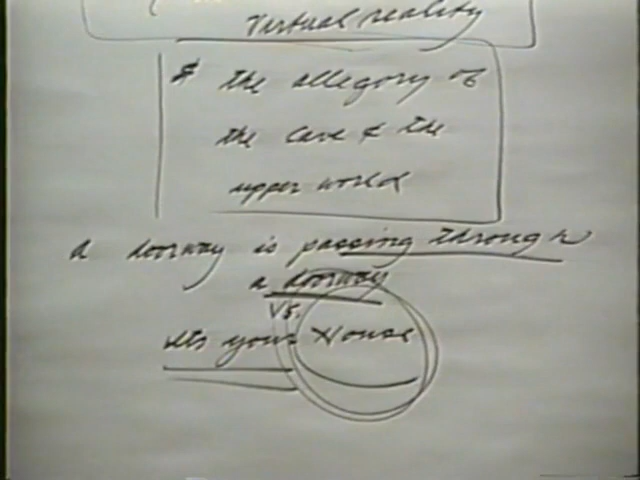 Virtual reality
& the allegory of
the cave & the
upper world
a doorway is passing through
a doorway
vs.
its your House